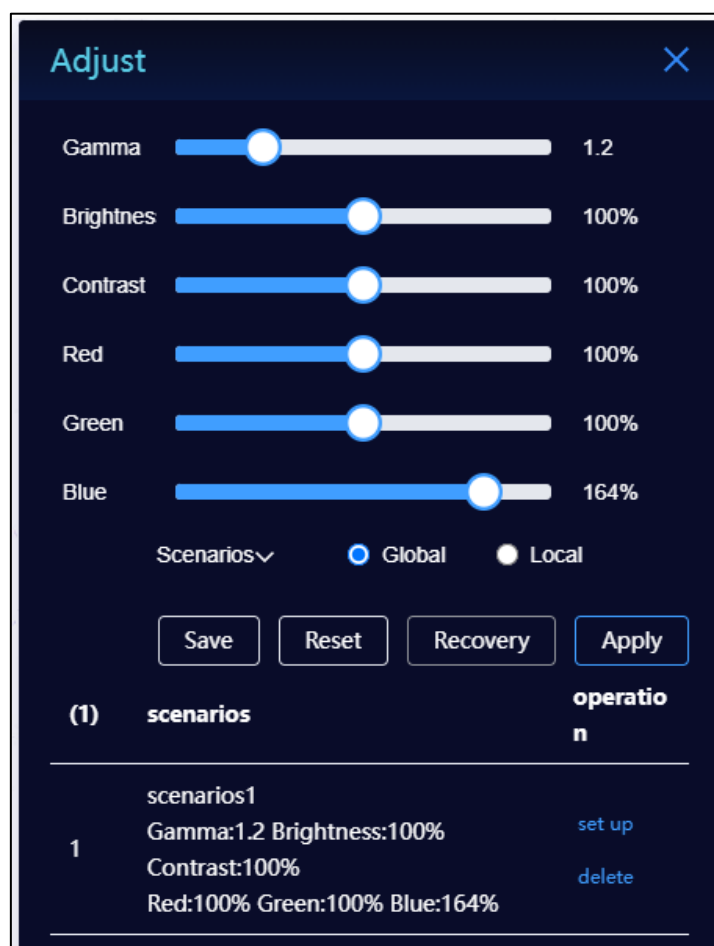 Adjust
Gamma 1.2
Brightnes 100%
Contrast 100%
Red 100%
Green 100%
Blue 164%
Scenarios Global Local
Save Reset Recovery Apply
(1) scenarios operatio
n
scenarios1
Gamma:1.2 Brightness:100% set up
1
Contrast:100% delete
Red:100% Green:100% Blue:164%